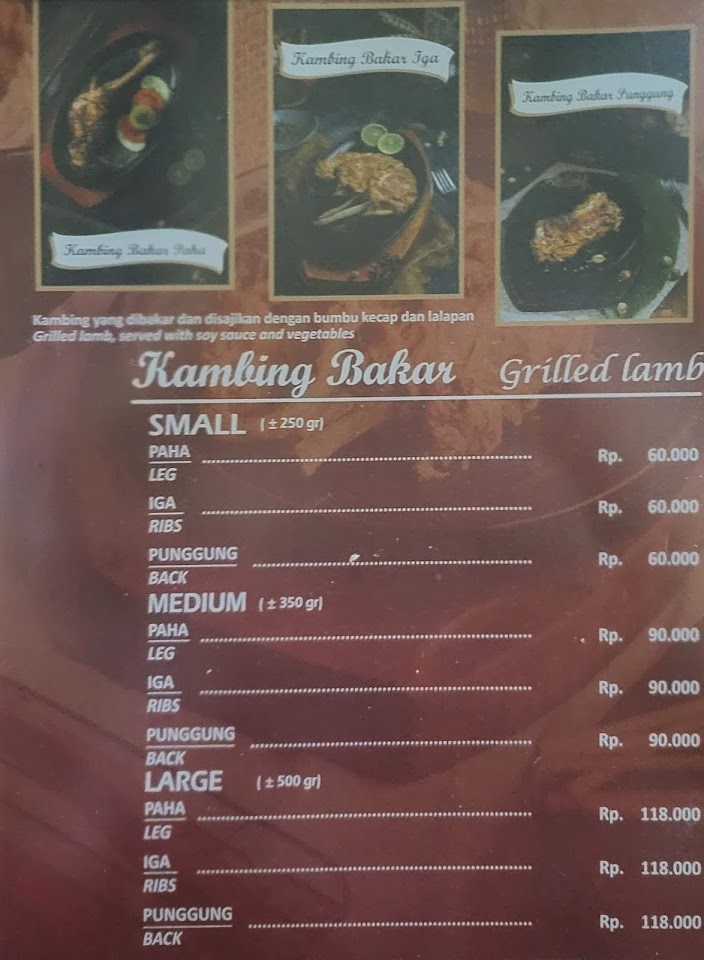 Kambing Bakar Iga
Kambing Bakar Punggung
Kambing Bakar Paha
Kambing yang dibakar dan disajikan dengan bumbu kecap dan lalapan
Grilled lamb, served with soy sauce and vegetables
Kambing Bakar Grilled lamb
SMALL (± 250 gr)
PAHA ........ Rp. 60.000
LEG
IGA ........ Rp. 60.000
RIBS
PUNGGUNG ........ Rp. 60.000
BACK
MEDIUM (± 350 gr)
PAHA ........ Rp. 90.000
LEG
IGA ........ Rp. 90.000
RIBS
PUNGGUNG ........ Rp. 90.000
BACK
LARGE (± 500 gr)
PAHA ........ Rp. 118.000
LEG
IGA ........ Rp. 118.000
RIBS
PUNGGUNG ........ Rp. 118.000
BACK